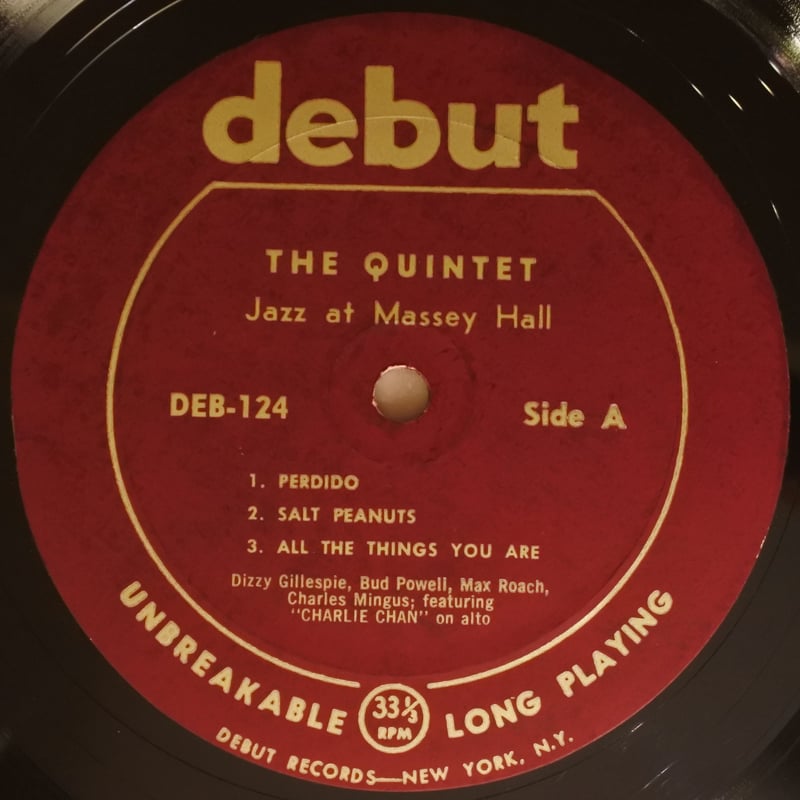 debut
THE QUINTET
Jazz at Massey Hall
DEB-124
Side A
1. PERDIDO
2. SALT PEANUTS
3. ALL THE THINGS YOU ARE
Dizzy Gillespie, Bud Powell, Max Roach,
Charles Mingus; featuring
"CHARLIE CHAN" on alto
UNBREAKABLE
33⅓
RPM
LONG PLAYING
DEBUT RECORDS—NEW YORK, N.Y.